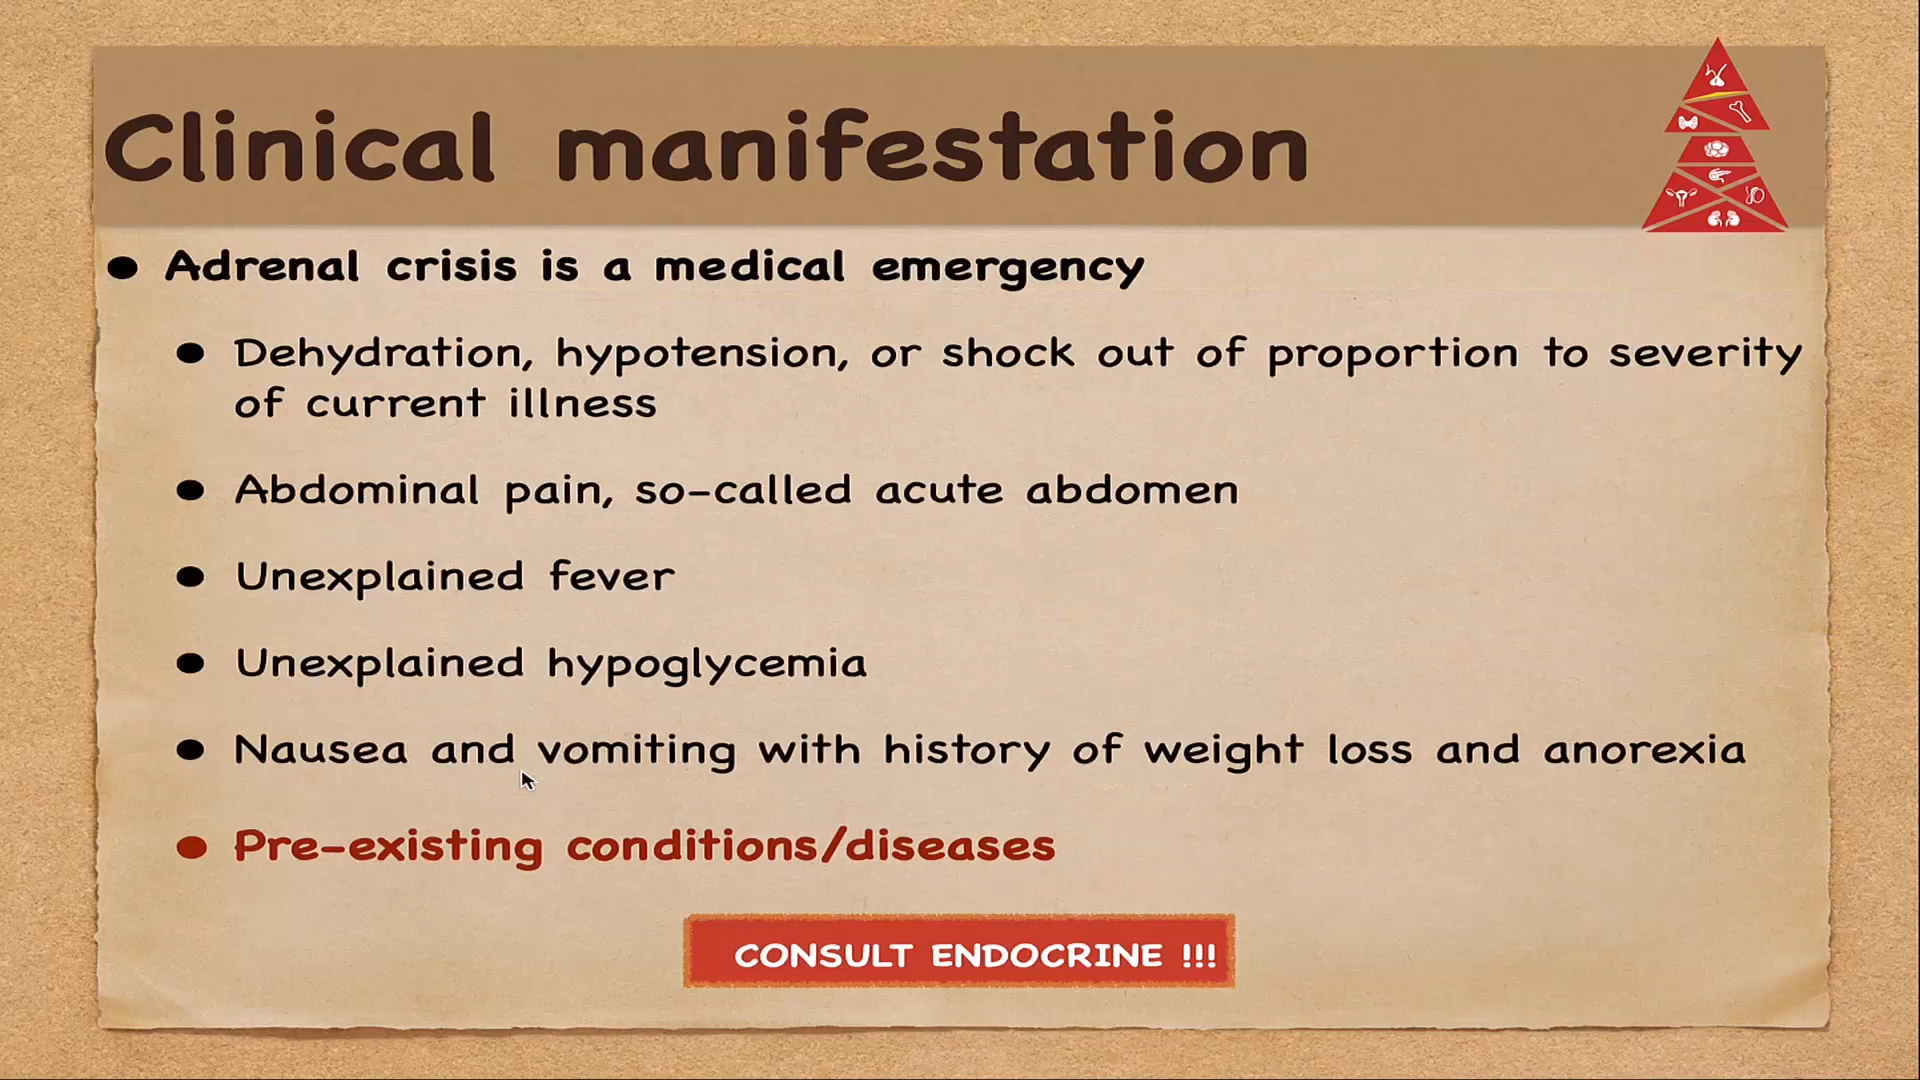 Clinical manifestation
• Adrenal crisis is a medical emergency
• Dehydration, hypotension, or shock out of proportion to severity
of current illness
• Abdominal pain, so-called acute abdomen
• Unexplained fever
• Unexplained hypoglycemia
• Nausea and vomiting with history of weight loss and anorexia
• Pre-existing conditions/diseases
CONSULT ENDOCRINE !!!